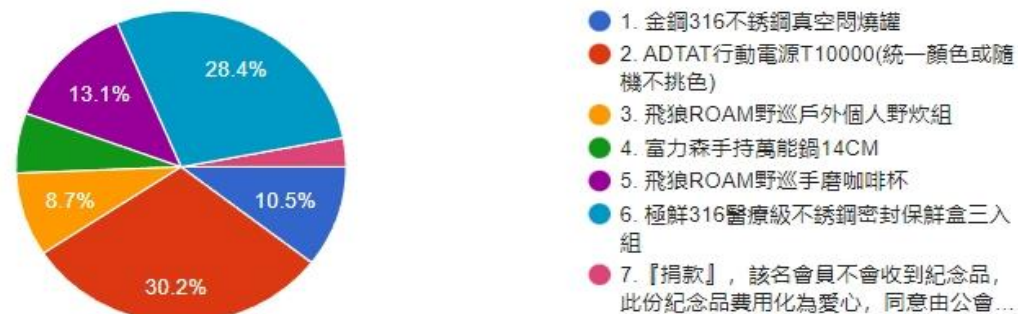 28.4%
13.1%
8.7%
10.5%
30.2%
1. 金鋼316不銹鋼真空悶燒罐
2. ADTAT行動電源T10000(統一顏色或隨
機不挑色)
3. 飛狼ROAM野巡戶外個人野炊組
4. 富力森手持萬能鍋14CM
5. 飛狼ROAM野巡手磨咖啡杯
6. 極鮮316醫療級不銹鋼密封保鮮盒三入
組
7.『捐款』，該名會員不會收到紀念品，
此份紀念品費用化為愛心，同意由公會...